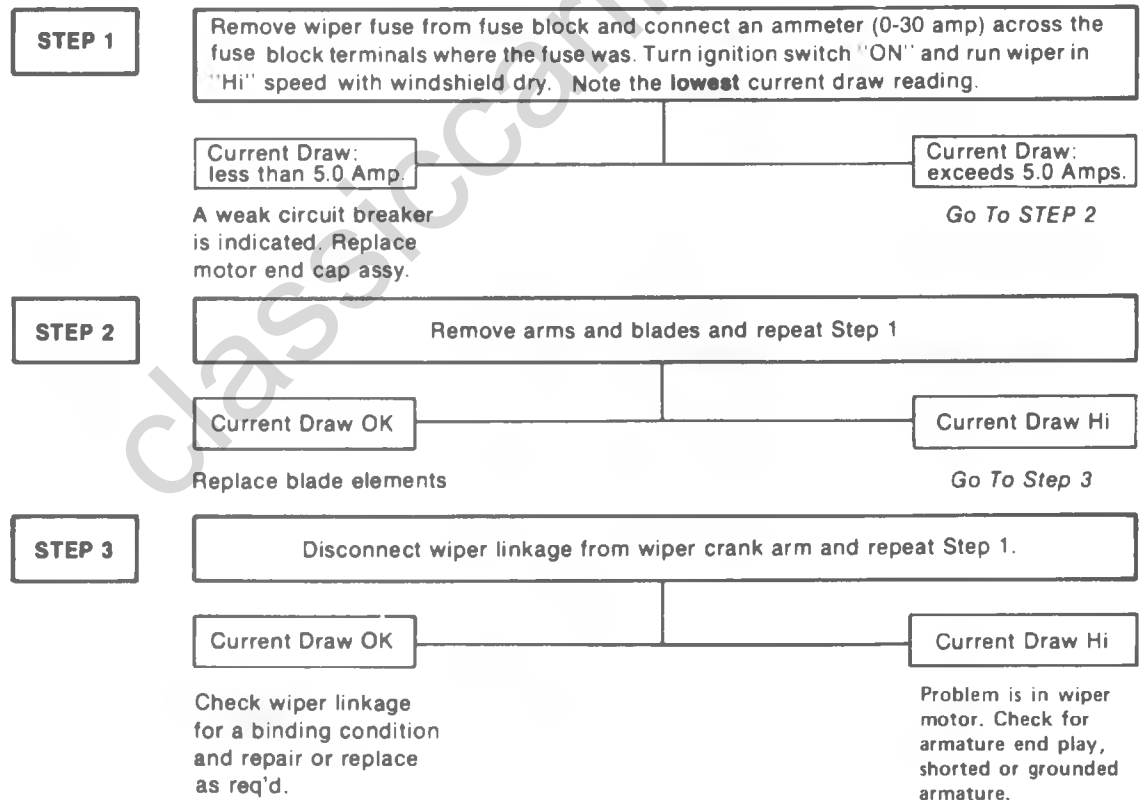 STEP 1
Remove wiper fuse from fuse block and connect an ammeter (0-30 amp) across the
fuse block terminals where the fuse was. Turn ignition switch "ON" and run wiper in
"Hi" speed with windshield dry. Note the lowest current draw reading.
Current Draw:
less than 5.0 Amp.
A weak circuit breaker
is indicated. Replace
motor end cap assy.
Current Draw:
exceeds 5.0 Amps.
Go To STEP 2
STEP 2
Remove arms and blades and repeat Step 1
Current Draw OK
Replace blade elements
Current Draw Hi
Go To Step 3
STEP 3
Disconnect wiper linkage from wiper crank arm and repeat Step 1.
Current Draw OK
Check wiper linkage
for a binding condition
and repair or replace
as req'd.
Current Draw Hi
Problem is in wiper
motor. Check for
armature end play,
shorted or grounded
armature.